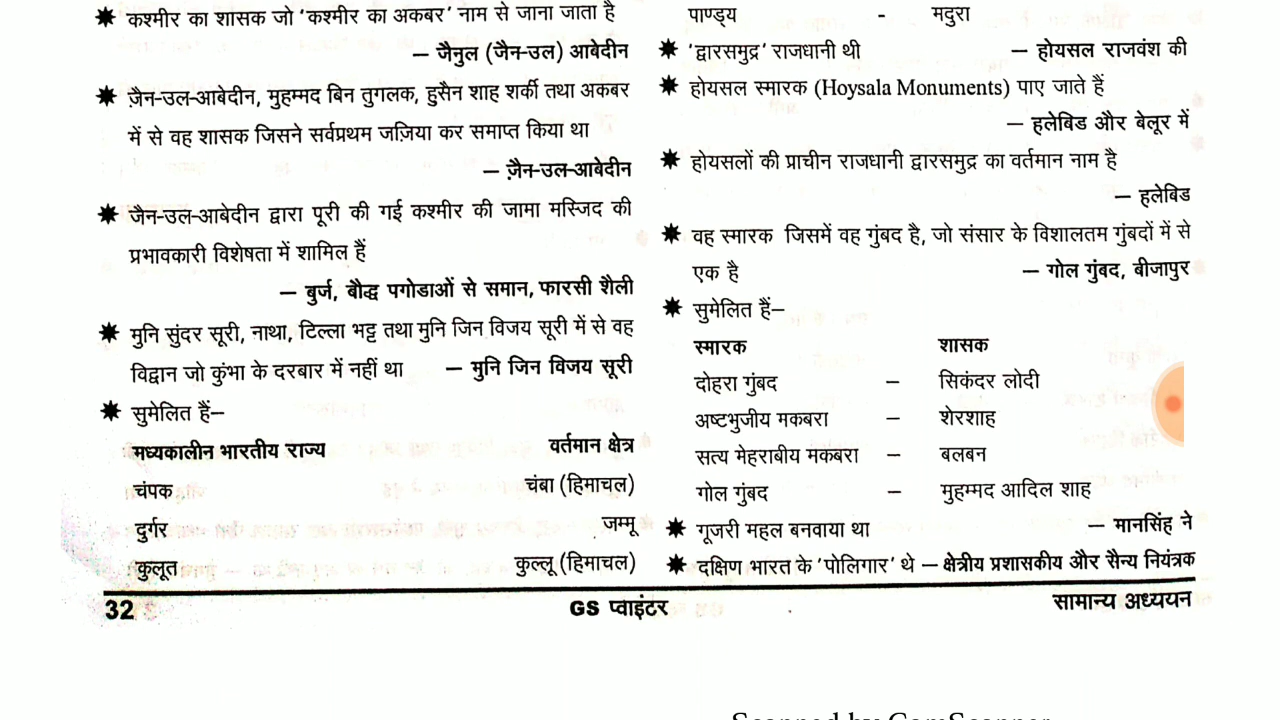 ✷ कश्मीर का शासक जो ‘कश्मीर का अकबर’ नाम से जाना जाता है
– जैनुल (जैन-उल) आबेदीन
✷ ज़ैन-उल-आबेदीन, मुहम्मद बिन तुगलक, हुसैन शाह शर्की तथा अकबर
में से वह शासक जिसने सर्वप्रथम जज़िया कर समाप्त किया था
– ज़ैन-उल-आबेदीन
✷ जैन-उल-आबेदीन द्वारा पूरी की गई कश्मीर की जामा मस्जिद की
प्रभावकारी विशेषता में शामिल हैं
– बुर्ज, बौद्ध पगोडाओं से समान, फारसी शैली
✷ मुनि सुंदर सूरी, नाथा, टिल्ला भट्ट तथा मुनि जिन विजय सूरी में से वह
विद्वान जो कुंभा के दरबार में नहीं था – मुनि जिन विजय सूरी
✷ सुमेलित हैं–
मध्यकालीन भारतीय राज्य वर्तमान क्षेत्र
चंपक चंबा (हिमाचल)
दुर्गर जम्मू
कुलूत कुल्लू (हिमाचल)
पाण्ड्य - मदुरा
✷ ‘द्वारसमुद्र’ राजधानी थी – होयसल राजवंश की
✷ होयसल स्मारक (Hoysala Monuments) पाए जाते हैं
– हलेबिड और बेलूर में
✷ होयसलों की प्राचीन राजधानी द्वारसमुद्र का वर्तमान नाम है
– हलेबिड
✷ वह स्मारक जिसमें वह गुंबद है, जो संसार के विशालतम गुंबदों में से
एक है – गोल गुंबद, बीजापुर
✷ सुमेलित हैं–
स्मारक शासक
दोहरा गुंबद – सिकंदर लोदी
अष्टभुजीय मकबरा – शेरशाह
सत्य मेहराबीय मकबरा – बलबन
गोल गुंबद – मुहम्मद आदिल शाह
✷ गूजरी महल बनवाया था – मानसिंह ने
✷ दक्षिण भारत के ‘पोलिगार’ थे – क्षेत्रीय प्रशासकीय और सैन्य नियंत्रक
32 GS प्वाइंटर सामान्य अध्ययन
Scanned by CamScanner